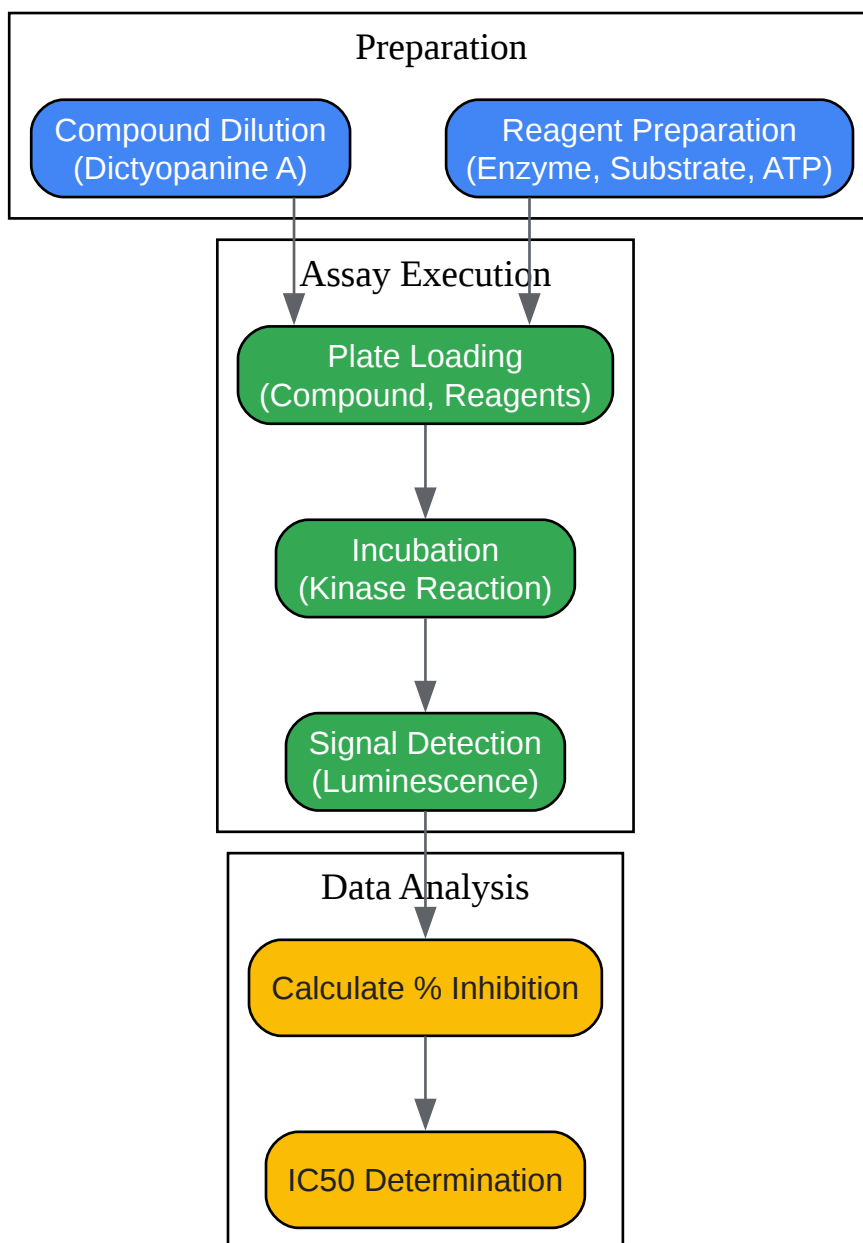 Preparation
Compound Dilution
(Dictyopanine A)
Reagent Preparation
(Enzyme, Substrate, ATP)
Assay Execution
Plate Loading
(Compound, Reagents)
Incubation
(Kinase Reaction)
Signal Detection
(Luminescence)
Data Analysis
Calculate % Inhibition
IC50 Determination